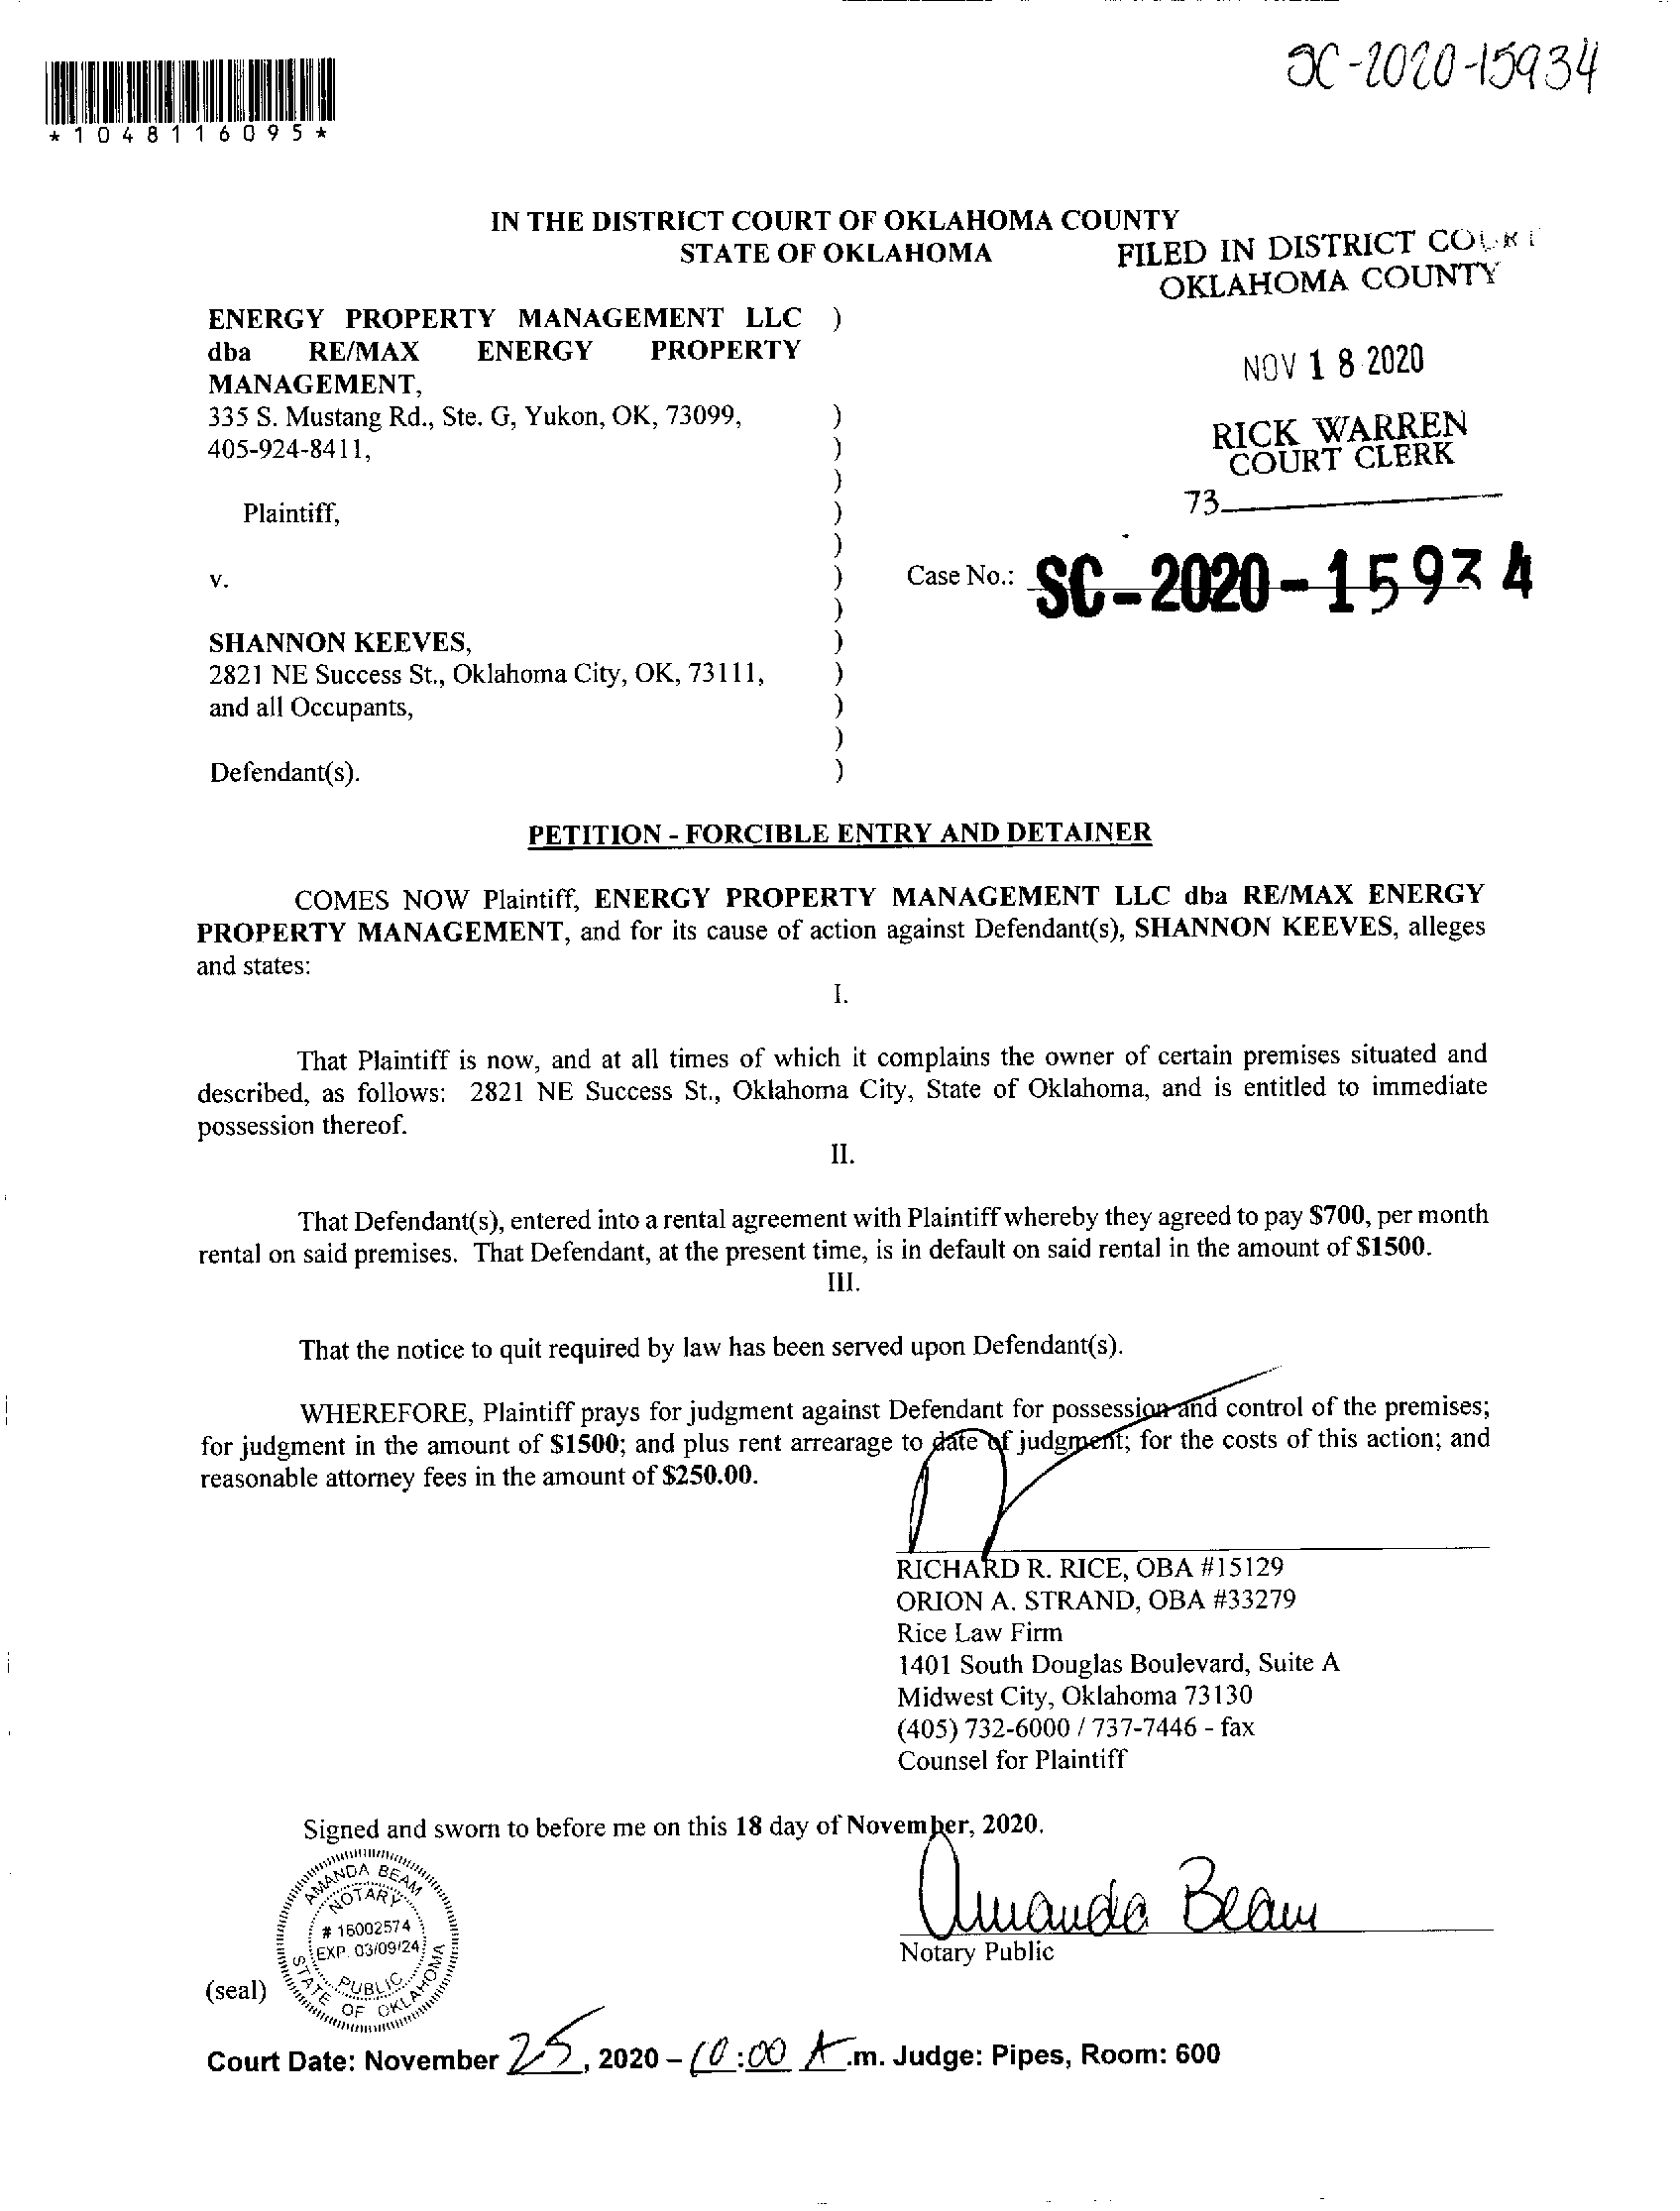 SC-2020-15934
*1048116095*
IN THE DISTRICT COURT OF OKLAHOMA COUNTY
STATE OF OKLAHOMA
FILED IN DISTRICT COURT
OKLAHOMA COUNTY
NOV 18 2020
RICK WARREN
COURT CLERK
73
ENERGY PROPERTY MANAGEMENT LLC )
dba RE/MAX ENERGY PROPERTY
MANAGEMENT,
335 S. Mustang Rd., Ste. G, Yukon, OK, 73099, )
405-924-8411, )
)
Plaintiff, )
)
v. ) Case No.: SC-2020-15934
)
SHANNON KEEVES, )
2821 NE Success St., Oklahoma City, OK, 73111, )
and all Occupants, )
)
Defendant(s). )
PETITION - FORCIBLE ENTRY AND DETAINER
COMES NOW Plaintiff, ENERGY PROPERTY MANAGEMENT LLC dba RE/MAX ENERGY
PROPERTY MANAGEMENT, and for its cause of action against Defendant(s), SHANNON KEEVES, alleges
and states:
I.
That Plaintiff is now, and at all times of which it complains the owner of certain premises situated and
described, as follows: 2821 NE Success St., Oklahoma City, State of Oklahoma, and is entitled to immediate
possession thereof.
II.
That Defendant(s), entered into a rental agreement with Plaintiff whereby they agreed to pay $700, per month
rental on said premises. That Defendant, at the present time, is in default on said rental in the amount of $1500.
III.
That the notice to quit required by law has been served upon Defendant(s).
WHEREFORE, Plaintiff prays for judgment against Defendant for possession and control of the premises;
for judgment in the amount of $1500; and plus rent arrearage to date of judgment; for the costs of this action; and
reasonable attorney fees in the amount of $250.00.
RICHARD R. RICE, OBA #15129
ORION A. STRAND, OBA #33279
Rice Law Firm
1401 South Douglas Boulevard, Suite A
Midwest City, Oklahoma 73130
(405) 732-6000 / 737-7446 - fax
Counsel for Plaintiff
Signed and sworn to before me on this 18 day of November, 2020.
Amanda Beam
Notary Public
AMANDA BEAM
NOTARY
# 16002574
EXP. 03/09/24
PUBLIC
STATE OF OKLAHOMA
(seal)
Court Date: November 25, 2020 – 10:00 A.m. Judge: Pipes, Room: 600